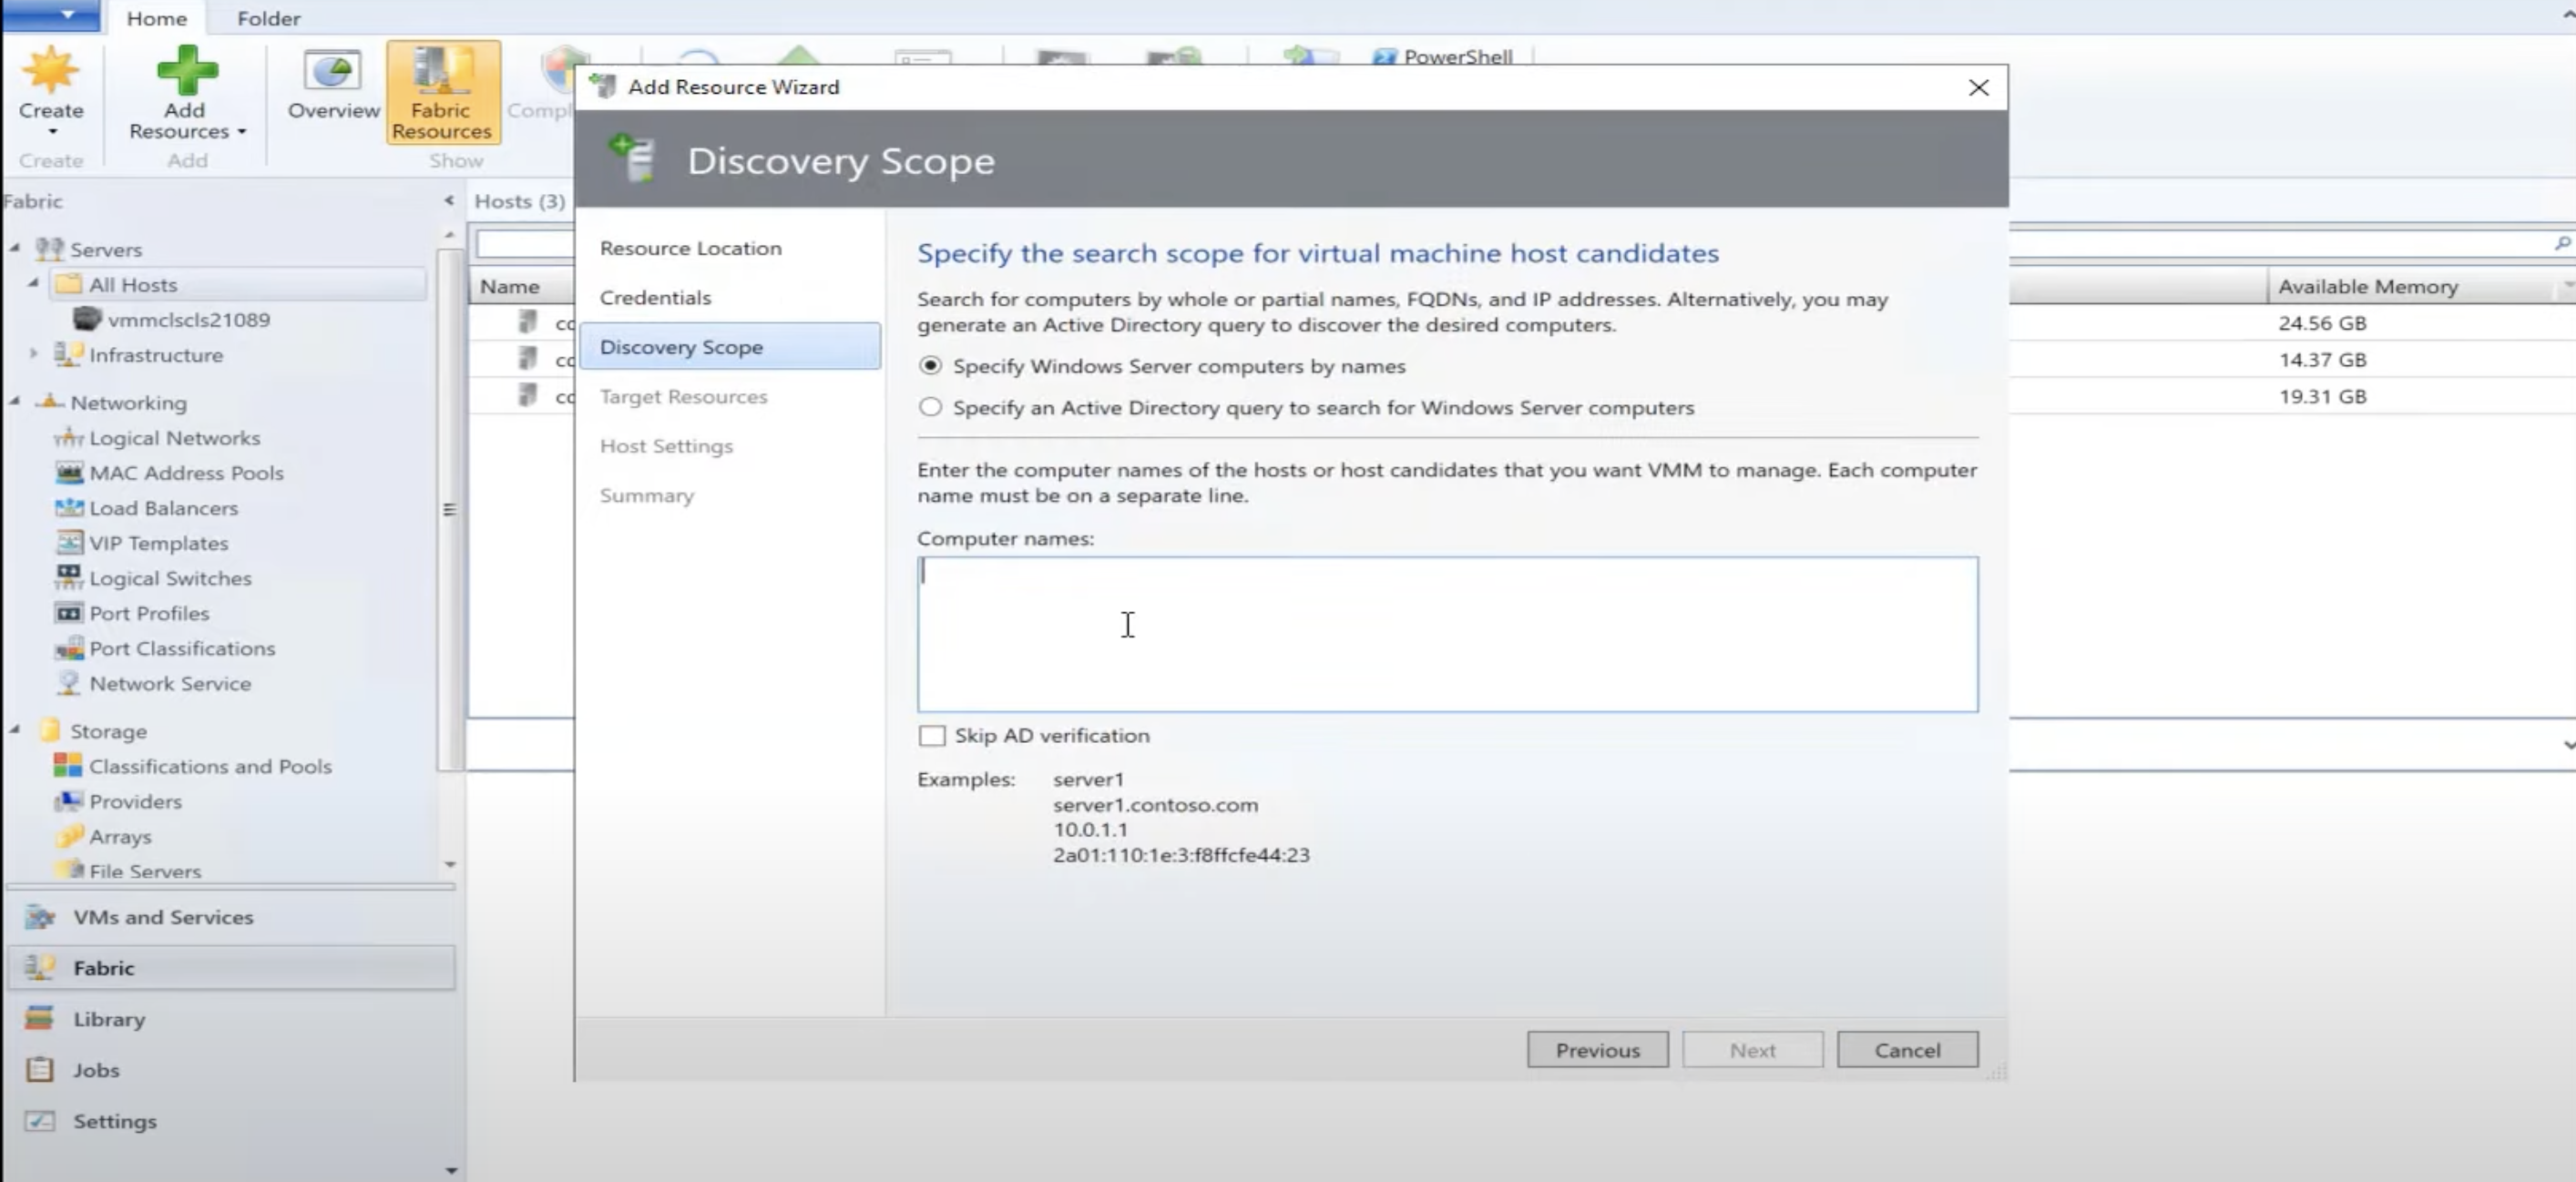 Home
Folder
Create
Add Resources
Overview
Fabric Resources
PowerShell
Create
Add
Show
Add Resource Wizard
Discovery Scope
Fabric
Servers
All Hosts
vmmclscls21089
Infrastructure
Networking
Logical Networks
MAC Address Pools
Load Balancers
VIP Templates
Logical Switches
Port Profiles
Port Classifications
Network Service
Storage
Classifications and Pools
Providers
Arrays
File Servers
VMs and Services
Fabric
Library
Jobs
Settings
Hosts (3)
Name
Available Memory
24.56 GB
14.37 GB
19.31 GB
Resource Location
Credentials
Discovery Scope
Target Resources
Host Settings
Summary
Specify the search scope for virtual machine host candidates
Search for computers by whole or partial names, FQDNs, and IP addresses. Alternatively, you may
generate an Active Directory query to discover the desired computers.
Specify Windows Server computers by names
Specify an Active Directory query to search for Windows Server computers
Enter the computer names of the hosts or host candidates that you want VMM to manage. Each computer
name must be on a separate line.
Computer names:
Skip AD verification
Examples: server1
server1.contoso.com
10.0.1.1
2a01:110:1e:3:f8ffcfe44:23
Previous
Next
Cancel